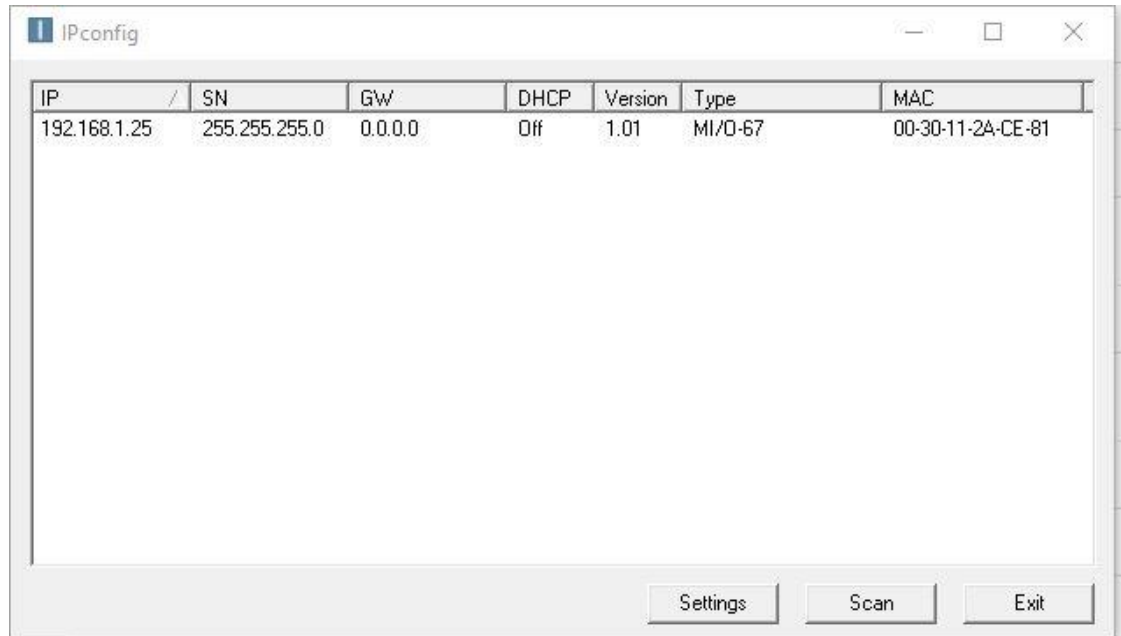 IPconfig
IP SN GW DHCP Version Type MAC
192.168.1.25 255.255.255.0 0.0.0.0 Off 1.01 MI/O-67 00-30-11-2A-CE-81
Settings Scan Exit